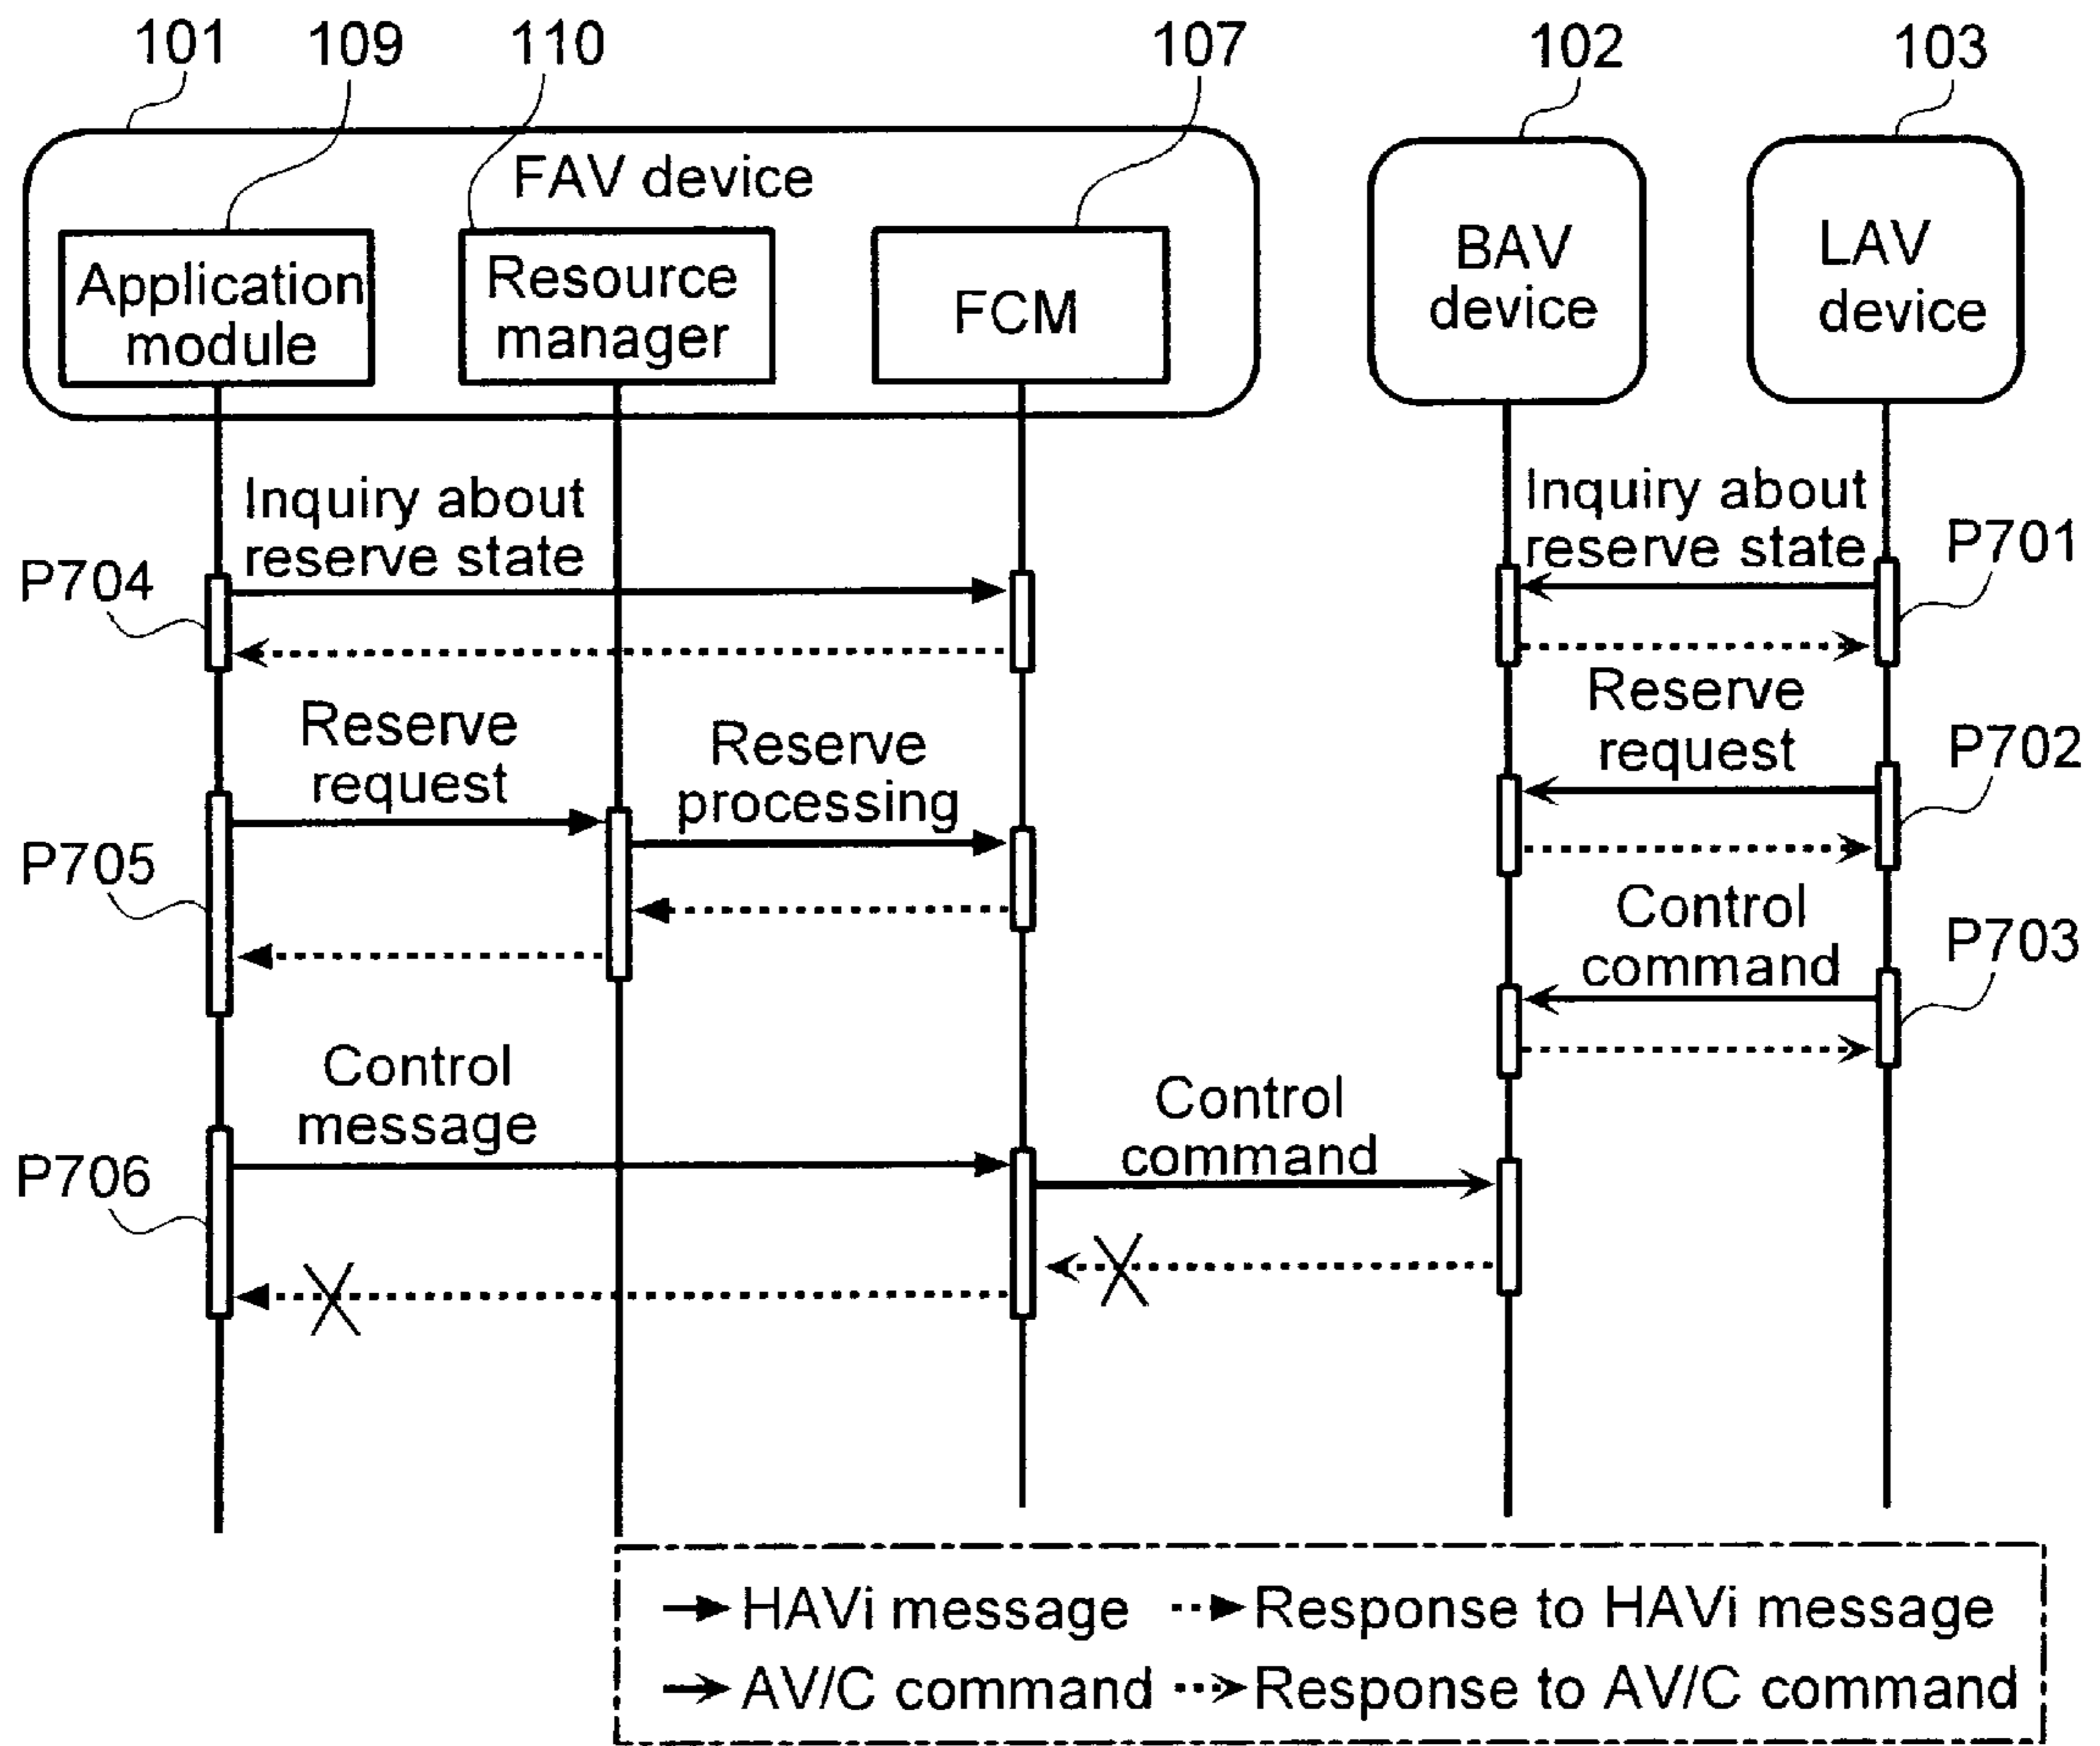 101
109
110
107
102
103
FAV device
Application
module
Resource
manager
FCM
BAV
device
LAV
device
Inquiry about
reserve state
P704
Inquiry about
reserve state
P701
Reserve
request
P702
Reserve
request
Reserve
processing
P705
Control
command
P703
Control
message
Control
command
P706
HAVi message
Response to HAVi message
AV/C command
Response to AV/C command